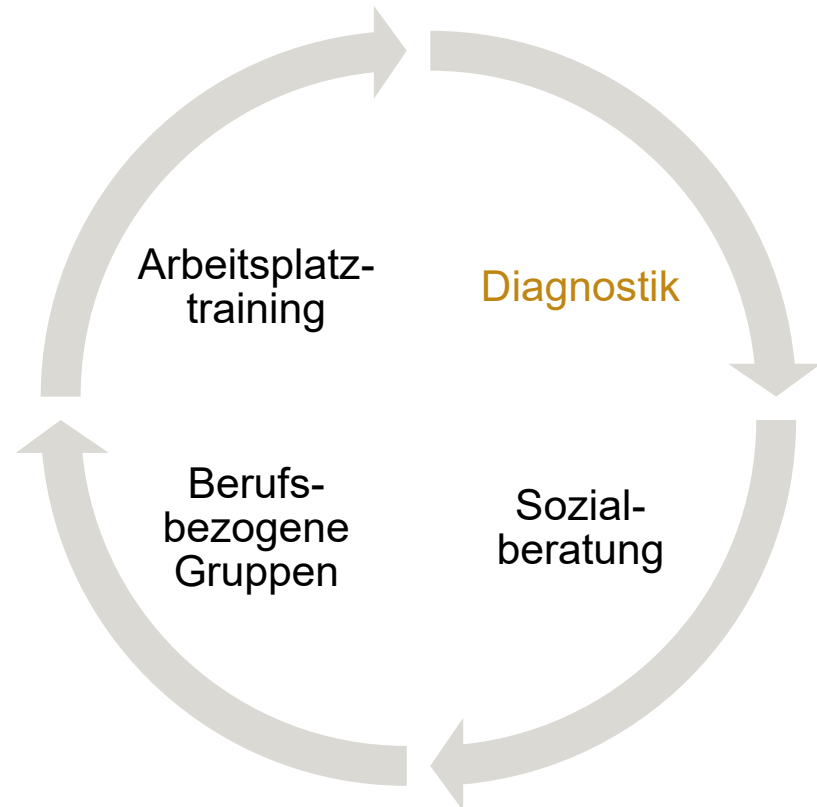 Arbeitsplatz-
training
Diagnostik
Berufs-
bezogene
Gruppen
Sozial-
beratung